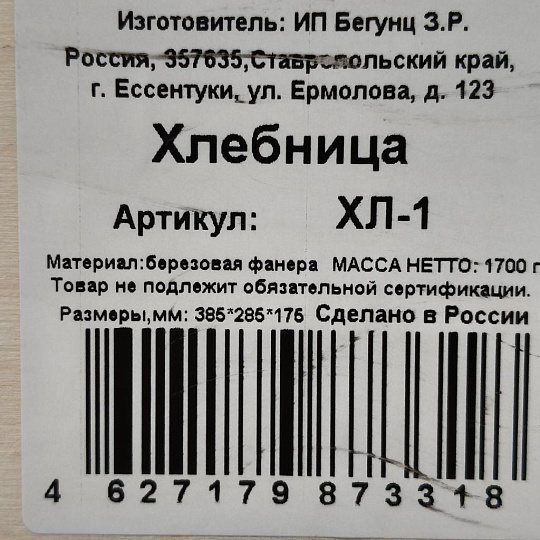 Изготовитель: ИП Бегунц З.Р.
Россия, 357635,Ставропольский край,
г. Ессентуки, ул. Ермолова, д. 123
Хлебница
Артикул: ХЛ-1
Материал:березовая фанера МАССА НЕТТО: 1700 г
Товар не подлежит обязательной сертификации.
Размеры,мм: 385*285*175 Сделано в России
4 627179 873318